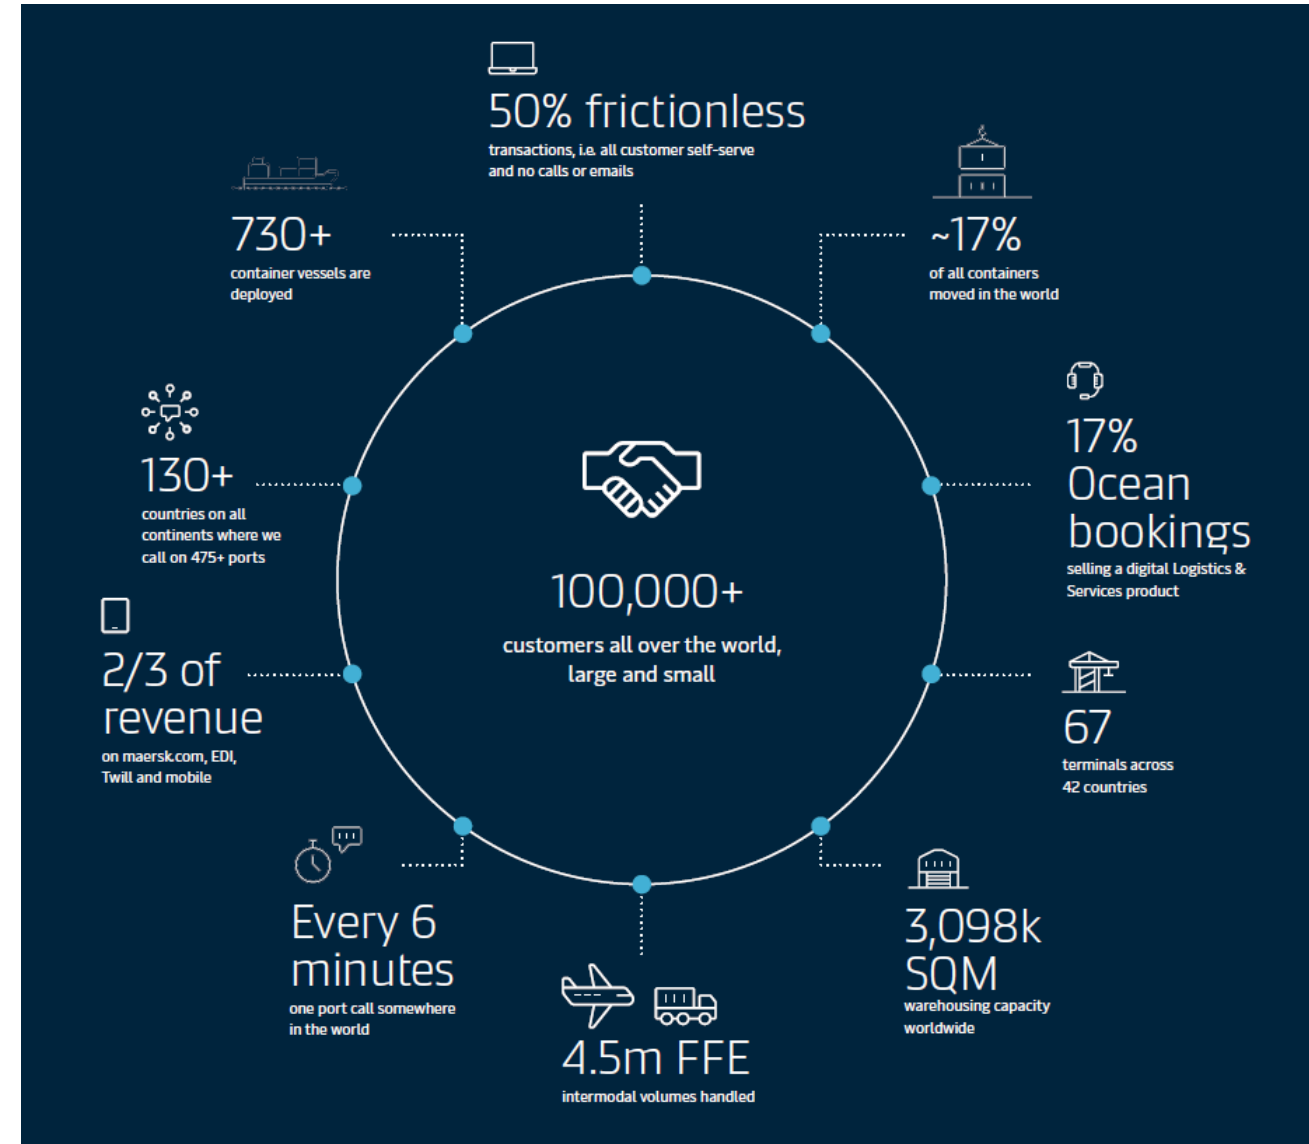 50% frictionless
transactions, i.e. all customer self-serve
and no calls or emails
~17%
of all containers
moved in the world
17%
Ocean
bookings
selling a digital Logistics &
Services product
67
terminals across
42 countries
3,098k
SQM
warehousing capacity
worldwide
4.5m FFE
intermodal volumes handled
Every 6
minutes
one port call somewhere
in the world
2/3 of
revenue
on maersk.com, EDI,
Twill and mobile
130+
countries on all
continents where we
call on 475+ ports
730+
container vessels are
deployed
100,000+
customers all over the world,
large and small